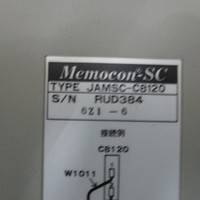 Memocon-SC
TYPE JAMSC-C8120
S/N RUD384
6Z1-6
接続例
C8120
W1011